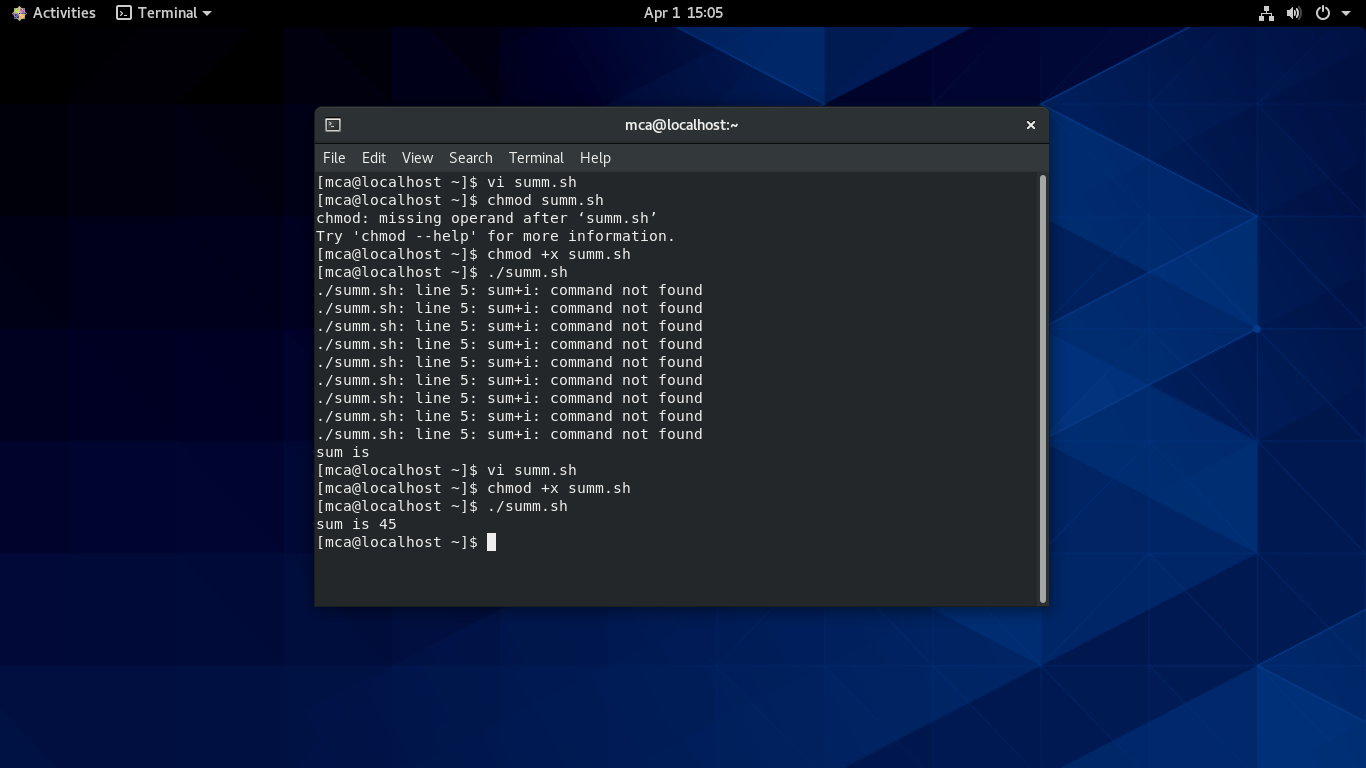 Activities Terminal Apr 1 15:05
mca@localhost:~
File Edit View Search Terminal Help
[mca@localhost ~]$ vi summ.sh
[mca@localhost ~]$ chmod summ.sh
chmod: missing operand after ‘summ.sh’
Try 'chmod --help' for more information.
[mca@localhost ~]$ chmod +x summ.sh
[mca@localhost ~]$ ./summ.sh
./summ.sh: line 5: sum+i: command not found
./summ.sh: line 5: sum+i: command not found
./summ.sh: line 5: sum+i: command not found
./summ.sh: line 5: sum+i: command not found
./summ.sh: line 5: sum+i: command not found
./summ.sh: line 5: sum+i: command not found
./summ.sh: line 5: sum+i: command not found
./summ.sh: line 5: sum+i: command not found
./summ.sh: line 5: sum+i: command not found
sum is
[mca@localhost ~]$ vi summ.sh
[mca@localhost ~]$ chmod +x summ.sh
[mca@localhost ~]$ ./summ.sh
sum is 45
[mca@localhost ~]$